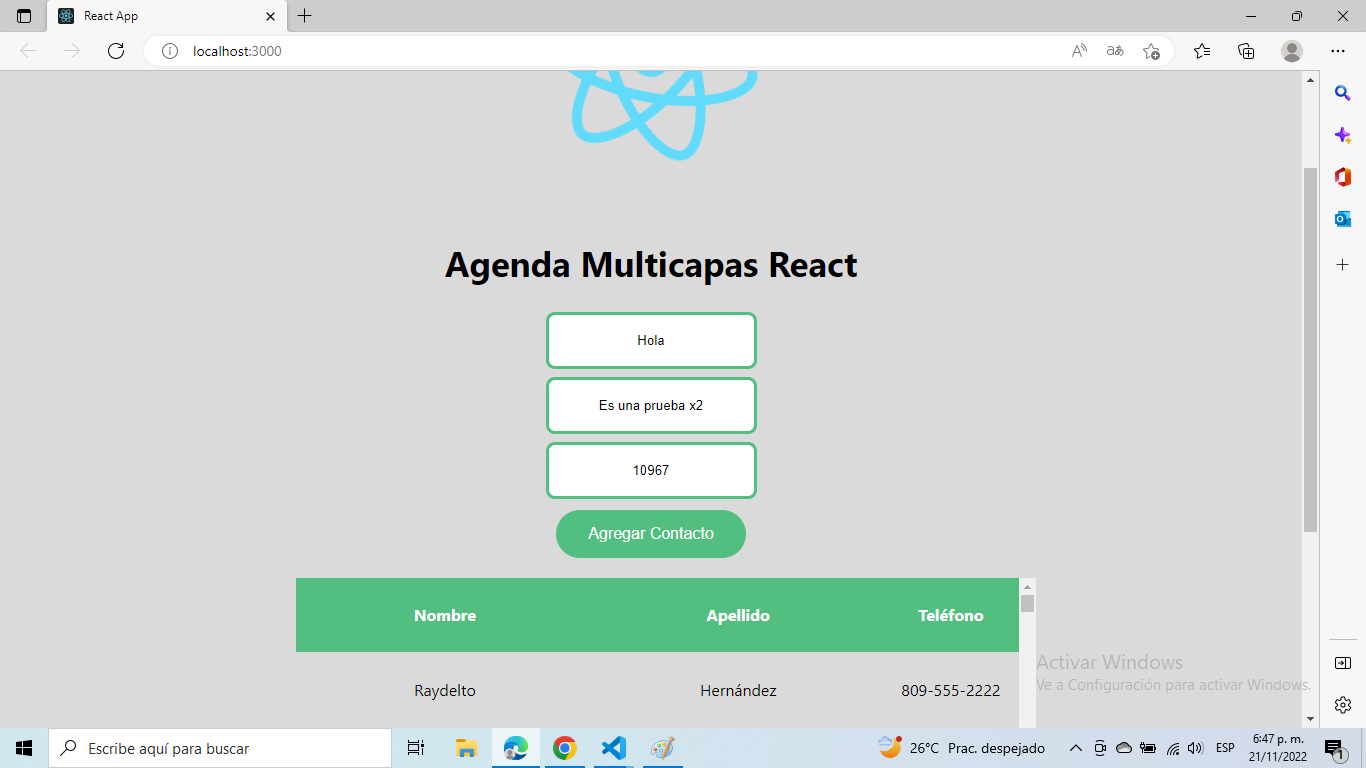 React App
localhost:3000
Agenda Multicapas React
Hola
Es una prueba x2
10967
Agregar Contacto
Nombre Apellido Teléfono
Raydelto Hernández 809-555-2222
Activar Windows
Ve a Configuración para activar Windows.
Escribe aquí para buscar
26°C Prac. despejado
ESP
6:47 p. m.
21/11/2022
1